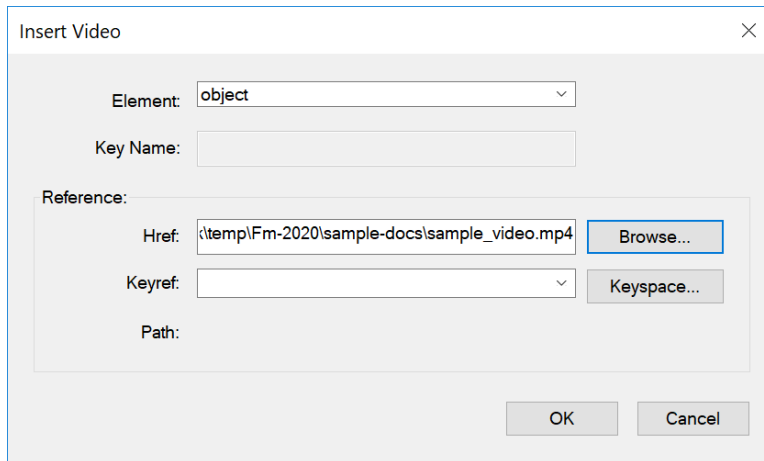 Insert Video
Element: object
Key Name:
Reference:
Href: \temp\Fm-2020\sample-docs\sample_video.mp4 Browse...
Keyref: Keyspace...
Path:
OK Cancel